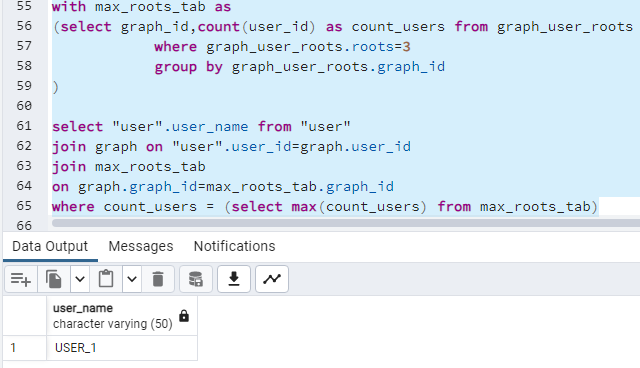 55 with max_roots_tab as
56 (select graph_id,count(user_id) as count_users from graph_user_roots
57 where graph_user_roots.roots=3
58 group by graph_user_roots.graph_id
59 )
60
61 select "user".user_name from "user"
62 join graph on "user".user_id=graph.user_id
63 join max_roots_tab
64 on graph.graph_id=max_roots_tab.graph_id
65 where count_users = (select max(count_users) from max_roots_tab)
66
Data Output Messages Notifications
user_name
character varying (50)
1 USER_1